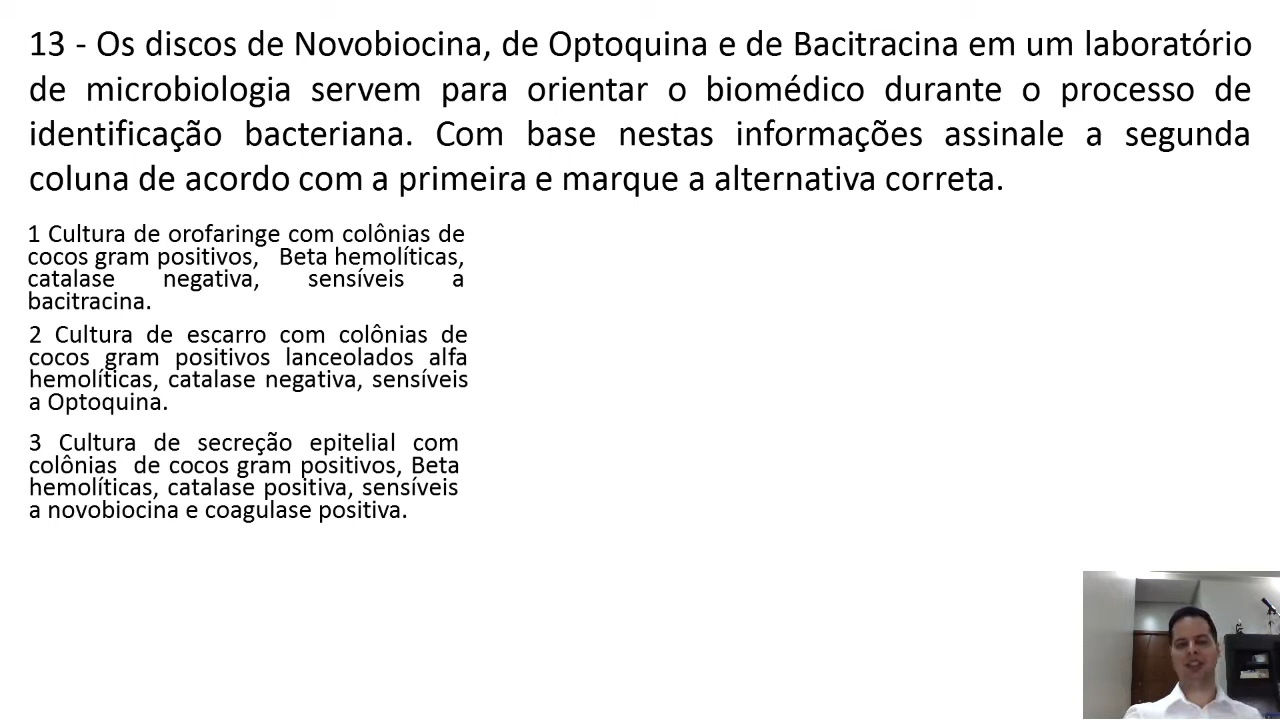 13 - Os discos de Novobiocina, de Optoquina e de Bacitracina em um laboratório
de microbiologia servem para orientar o biomédico durante o processo de
identificação bacteriana. Com base nestas informações assinale a segunda
coluna de acordo com a primeira e marque a alternativa correta.
1 Cultura de orofaringe com colônias de
cocos gram positivos, Beta hemolíticas,
catalase negativa, sensíveis a
bacitracina.
2 Cultura de escarro com colônias de
cocos gram positivos lanceolados alfa
hemolíticas, catalase negativa, sensíveis
a Optoquina.
3 Cultura de secreção epitelial com
colônias de cocos gram positivos, Beta
hemolíticas, catalase positiva, sensíveis
a novobiocina e coagulase positiva.